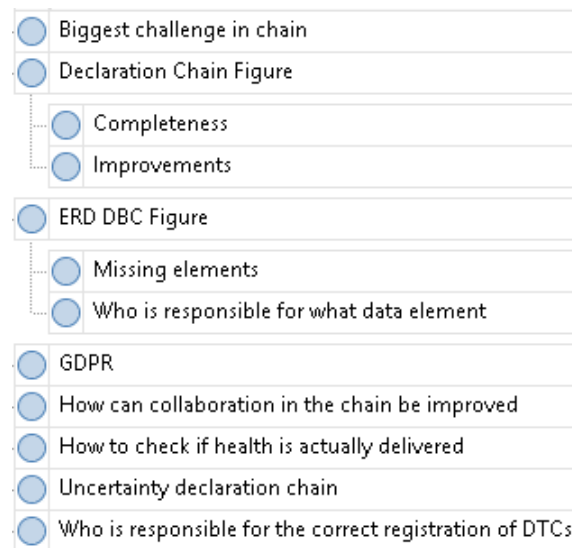 Biggest challenge in chain
Declaration Chain Figure
Completeness
Improvements
ERD DBC Figure
Missing elements
Who is responsible for what data element
GDPR
How can collaboration in the chain be improved
How to check if health is actually delivered
Uncertainty declaration chain
Who is responsible for the correct registration of DTCs